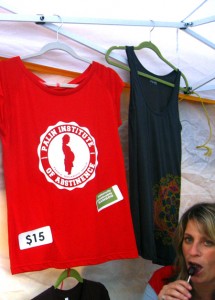 PALIN INSTITUTE
OF ABSTINENCE
$15